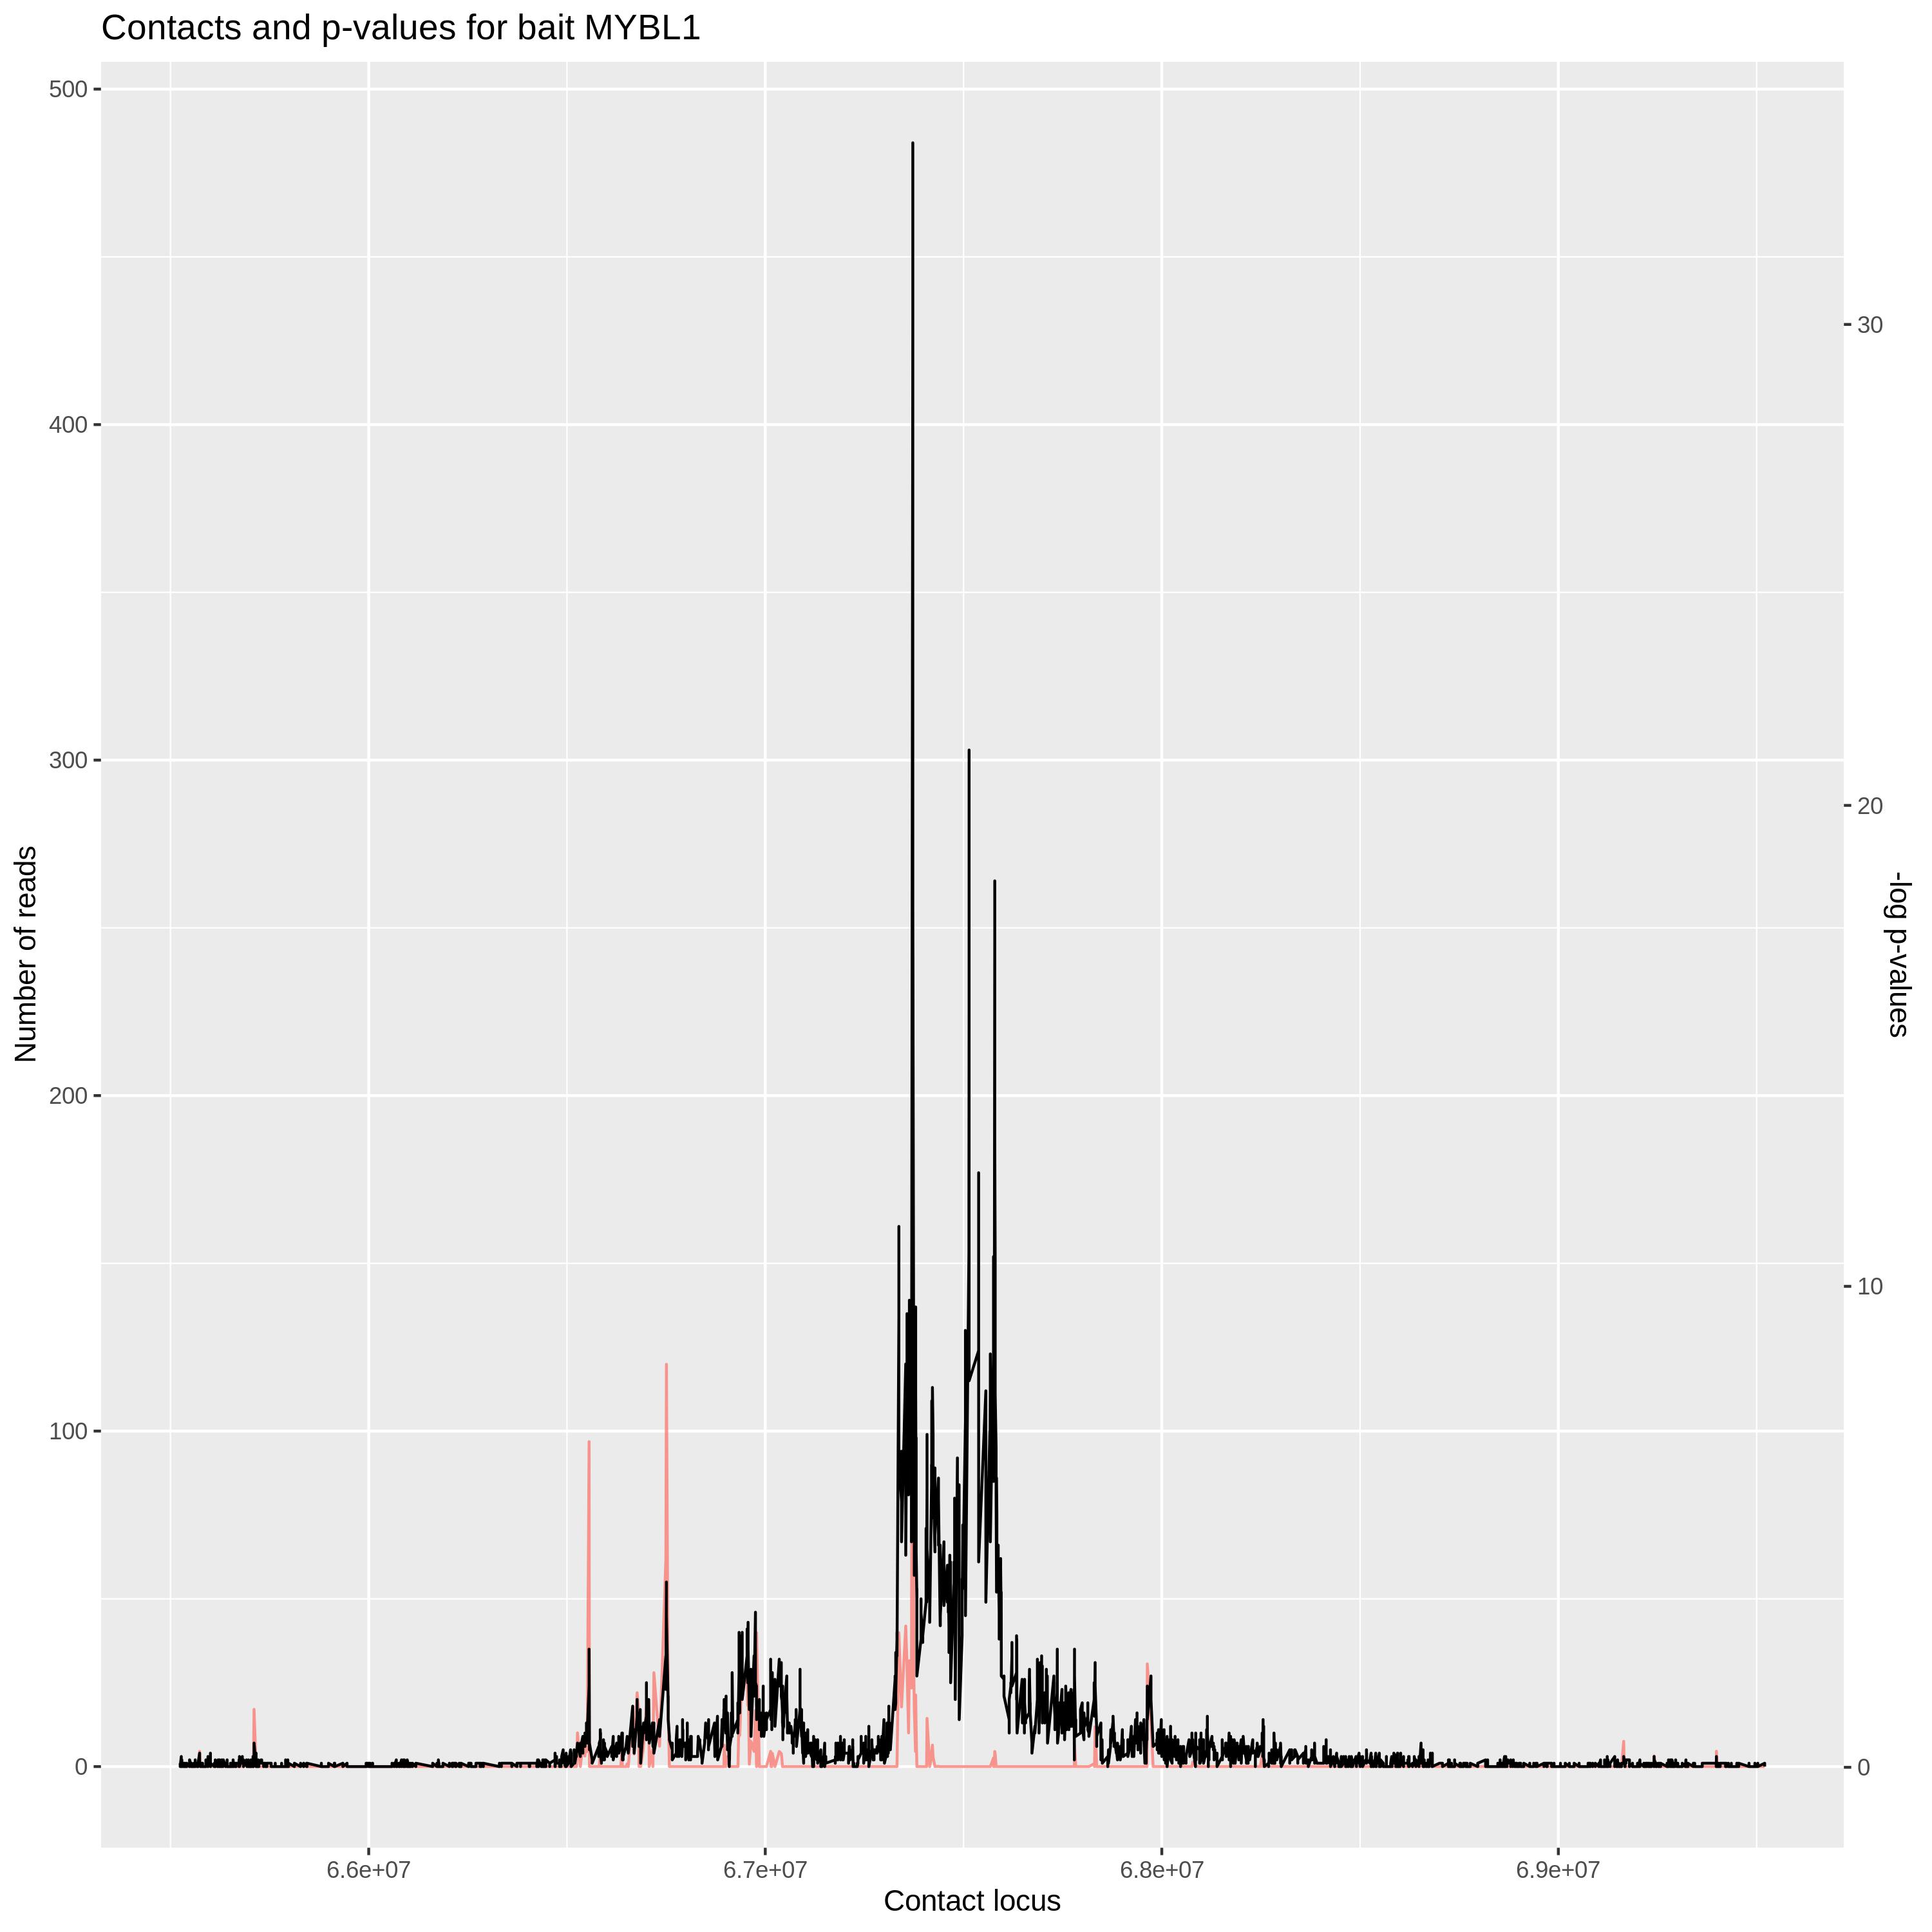 Contacts and p-values for bait MYBL1
500
400
300
200
100
0
Number of reads
30
20
10
0
-log p-values
6.6e+07
6.7e+07
6.8e+07
6.9e+07
Contact locus